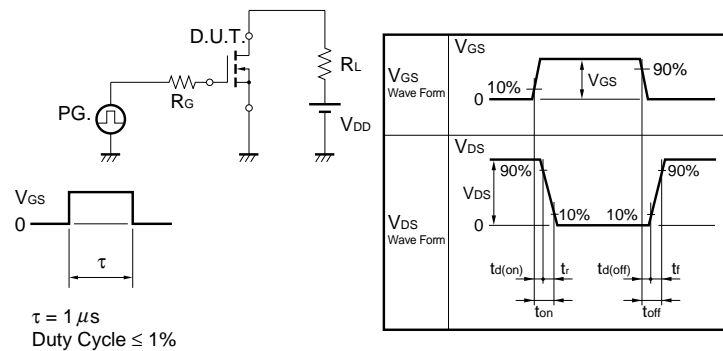 D.U.T.
RL
RG
PG.
VDD
VGS
0
τ
τ = 1 μs
Duty Cycle ≤ 1%
VGS
Wave Form
VGS
10%
VGS
90%
0
VDS
Wave Form
VDS
90%
VDS
90%
10%
10%
0
td(on)
tr
td(off)
tf
ton
toff